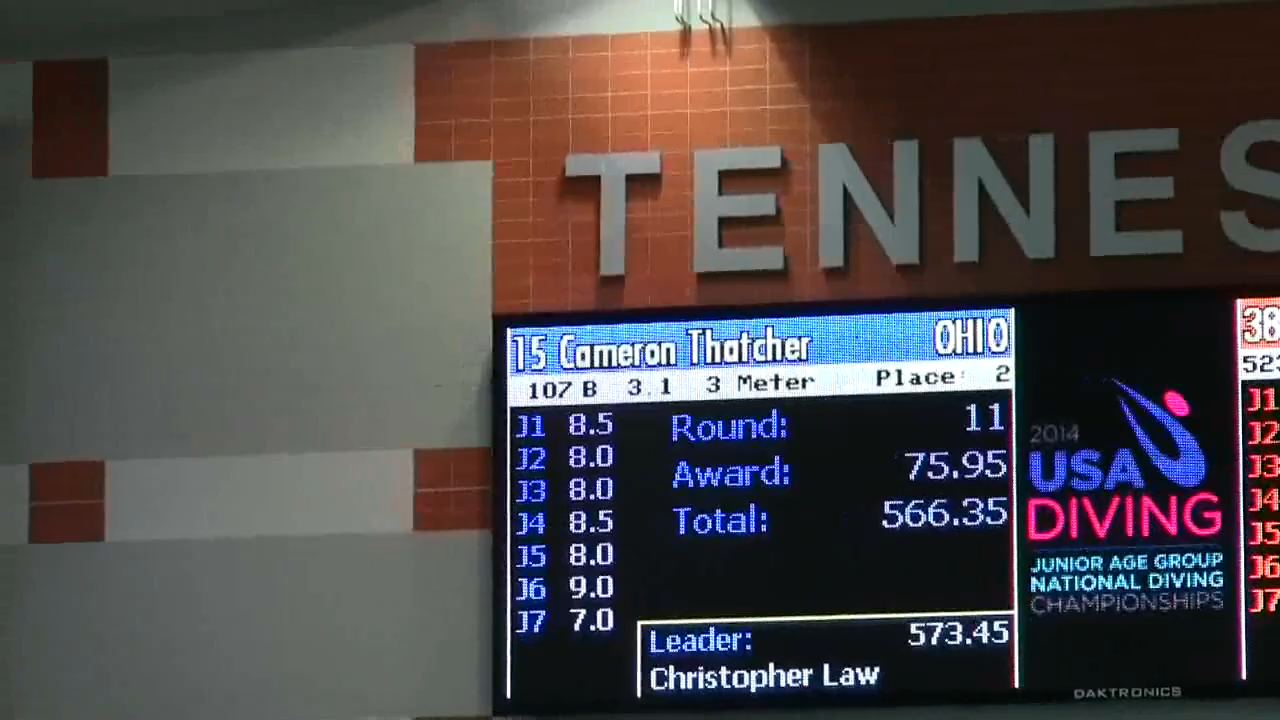 TENNES
15 Cameron Thatcher OHIO
107 B 3.1 3 Meter Place: 2
J1 8.5
J2 8.0
J3 8.0
J4 8.5
J5 8.0
J6 9.0
J7 7.0
Round: 11
Award: 75.95
Total: 566.35
Leader: 573.45
Christopher Law
2014
USA
DIVING
JUNIOR AGE GROUP
NATIONAL DIVING
CHAMPIONSHIPS
38
523
J1
J2
J3
J4
J5
J6
J7
DAKTRONICS